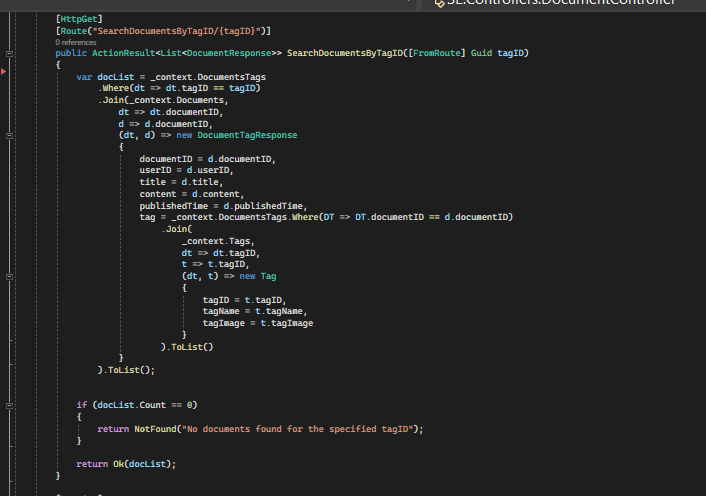 SE.Controllers.DocumentController
[HttpGet]
[Route("SearchDocumentsByTagID/{tagID}")]
0 references
public ActionResult<List<DocumentResponse>> SearchDocumentsByTagID([FromRoute] Guid tagID)
{
var docList = _context.DocumentsTags
.Where(dt => dt.tagID == tagID)
.Join(_context.Documents,
dt => dt.documentID,
d => d.documentID,
(dt, d) => new DocumentTagResponse
{
documentID = d.documentID,
userID = d.userID,
title = d.title,
content = d.content,
publishedTime = d.publishedTime,
tag = _context.DocumentsTags.Where(DT => DT.documentID == d.documentID)
.Join(
_context.Tags,
dt => dt.tagID,
t => t.tagID,
(dt, t) => new Tag
{
tagID = t.tagID,
tagName = t.tagName,
tagImage = t.tagImage
}
).ToList()
}
).ToList();
if (docList.Count == 0)
{
return NotFound("No documents found for the specified tagID");
}
return Ok(docList);
}